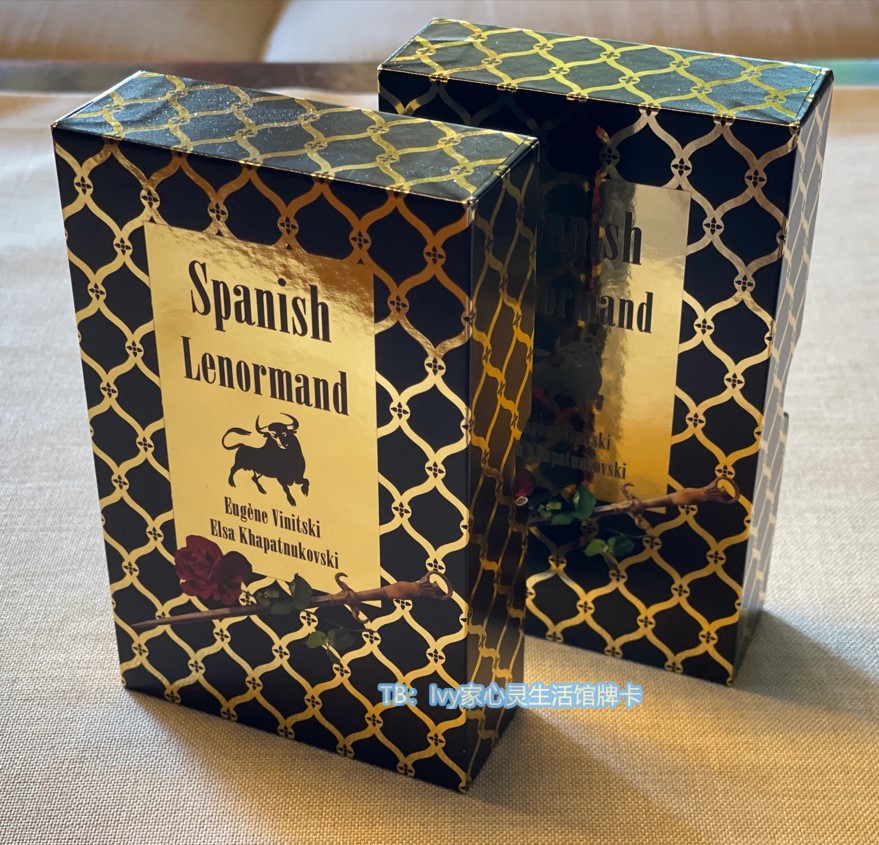 Spanish
Lenormand
Eugène Vinitski
Elsa Khapatnukovski
TB：Ivy家心灵生活馆牌卡